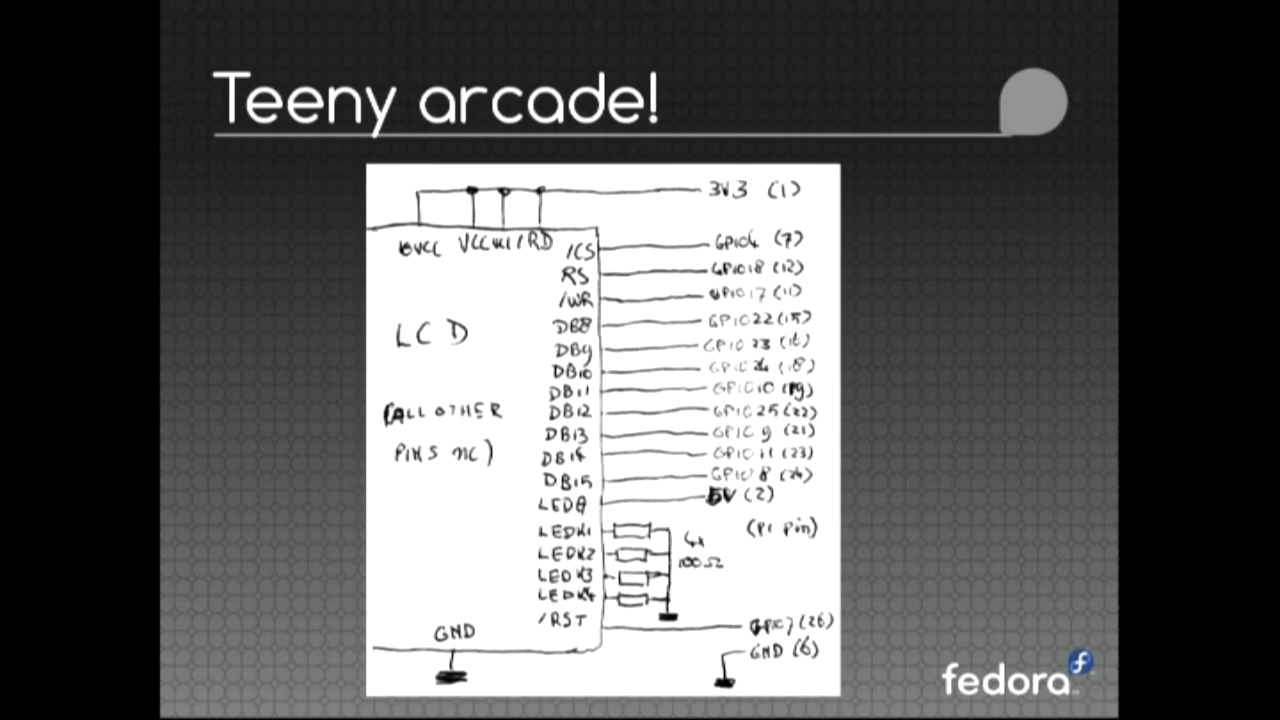 Teeny arcade!
3V3 (1)
IOVCC VCC VCI /RD
/CS GPIO4 (7)
RS GPIO18 (12)
/WR GPIO17 (11)
LCD
DB8 GPIO22 (15)
DB9 GPIO23 (16)
DB10 GPIO24 (18)
DB11 GPIO10 (19)
(ALL OTHER
DB12 GPIO25 (22)
DB13 GPIO9 (21)
PINS NC)
DB14 GPIO11 (23)
DB15 GPIO8 (24)
LEDA 5V (2)
LEDK1 (PI pin)
LEDK2 4x
100Ω
LEDK3
LEDK4
/RST GPIO7 (26)
GND
GND (6)
fedora